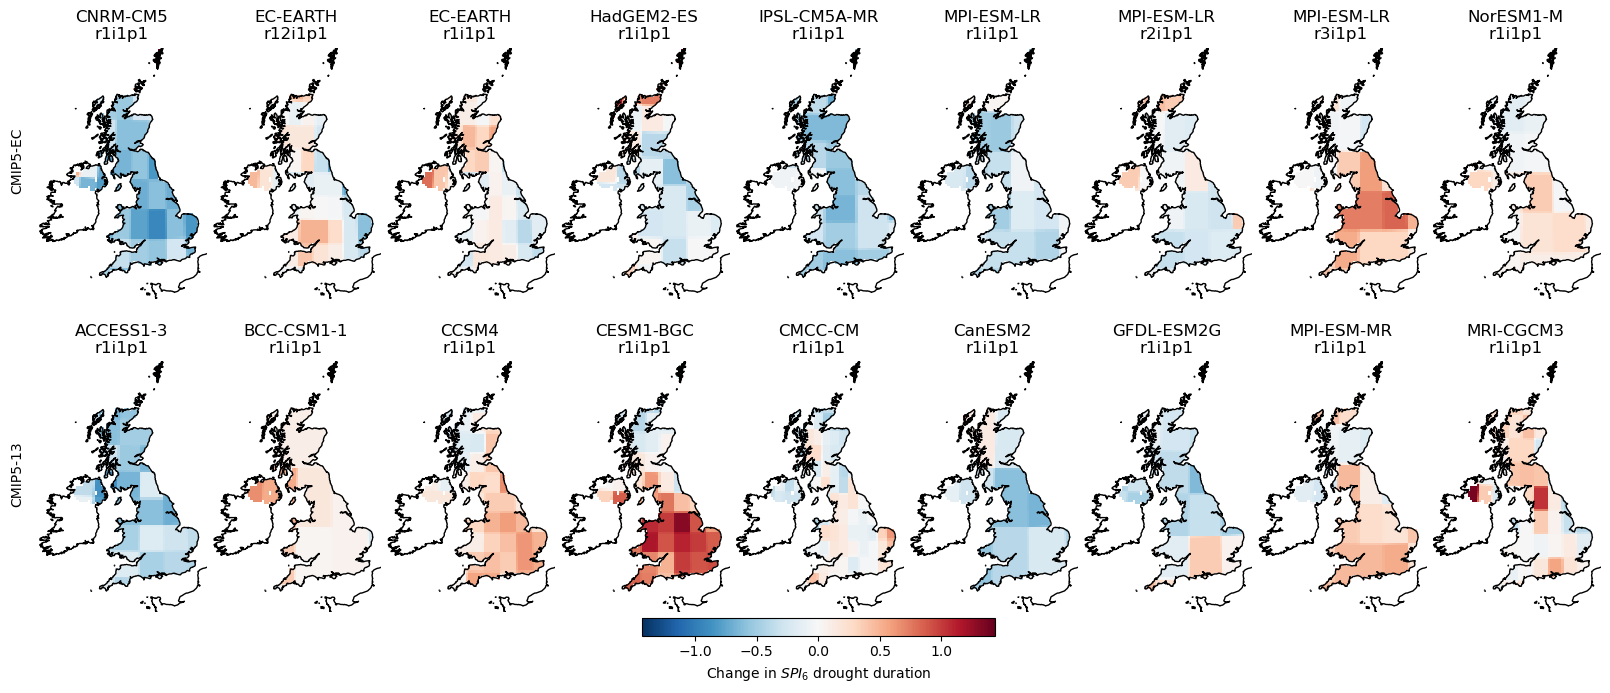 CNRM-CM5 EC-EARTH EC-EARTH HadGEM2-ES IPSL-CM5A-MR MPI-ESM-LR MPI-ESM-LR MPI-ESM-LR NorESM1-M
r1i1p1 r12i1p1 r1i1p1 r1i1p1 r1i1p1 r1i1p1 r2i1p1 r3i1p1 r1i1p1
CMIP5-EC
ACCESS1-3 BCC-CSM1-1 CCSM4 CESM1-BGC CMCC-CM CanESM2 GFDL-ESM2G MPI-ESM-MR MRI-CGCM3
r1i1p1 r1i1p1 r1i1p1 r1i1p1 r1i1p1 r1i1p1 r1i1p1 r1i1p1 r1i1p1
CMIP5-13
−1.0 −0.5 0.0 0.5 1.0
Change in SPI₆ drought duration